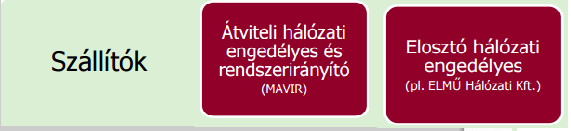 Szállítók
Átviteli hálózati
engedélyes és
rendszerirányító
(MAVIR)
Elosztó hálózati
engedélyes
(pl. ELMŰ Hálózati Kft.)